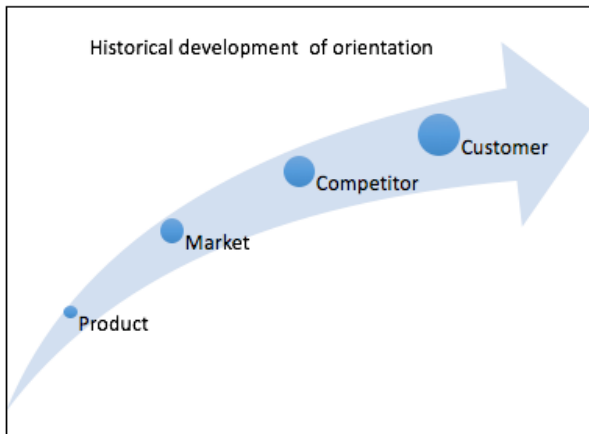 Historical development of orientation
Customer
Competitor
Market
Product